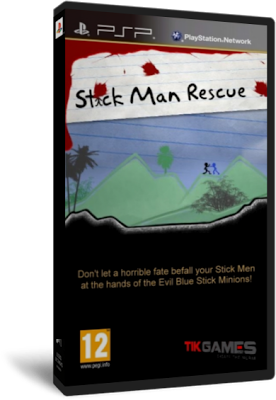 PSP
PlayStation Network
Stick Man Rescue
Don't let a horrible fate befall your Stick Men
at the hands of the Evil Blue Stick Minions!
12
www.pegi.info
TIKGAMES